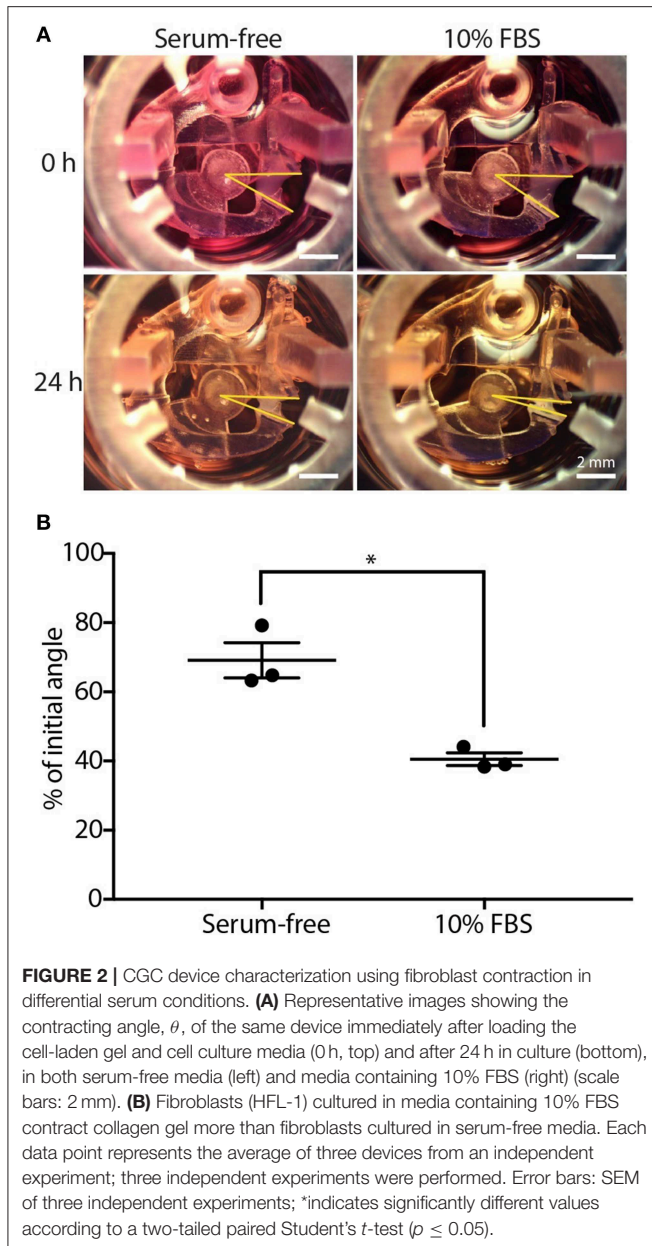 A
Serum-free 10% FBS
0 h
24 h
2 mm
B
*
% of initial angle
100
80
60
40
20
0
Serum-free 10% FBS
FIGURE 2 | CGC device characterization using fibroblast contraction in
differential serum conditions. (A) Representative images showing the
contracting angle, θ, of the same device immediately after loading the
cell-laden gel and cell culture media (0 h, top) and after 24 h in culture (bottom),
in both serum-free media (left) and media containing 10% FBS (right) (scale
bars: 2 mm). (B) Fibroblasts (HFL-1) cultured in media containing 10% FBS
contract collagen gel more than fibroblasts cultured in serum-free media. Each
data point represents the average of three devices from an independent
experiment; three independent experiments were performed. Error bars: SEM
of three independent experiments; *indicates significantly different values
according to a two-tailed paired Student's t-test (p ≤ 0.05).